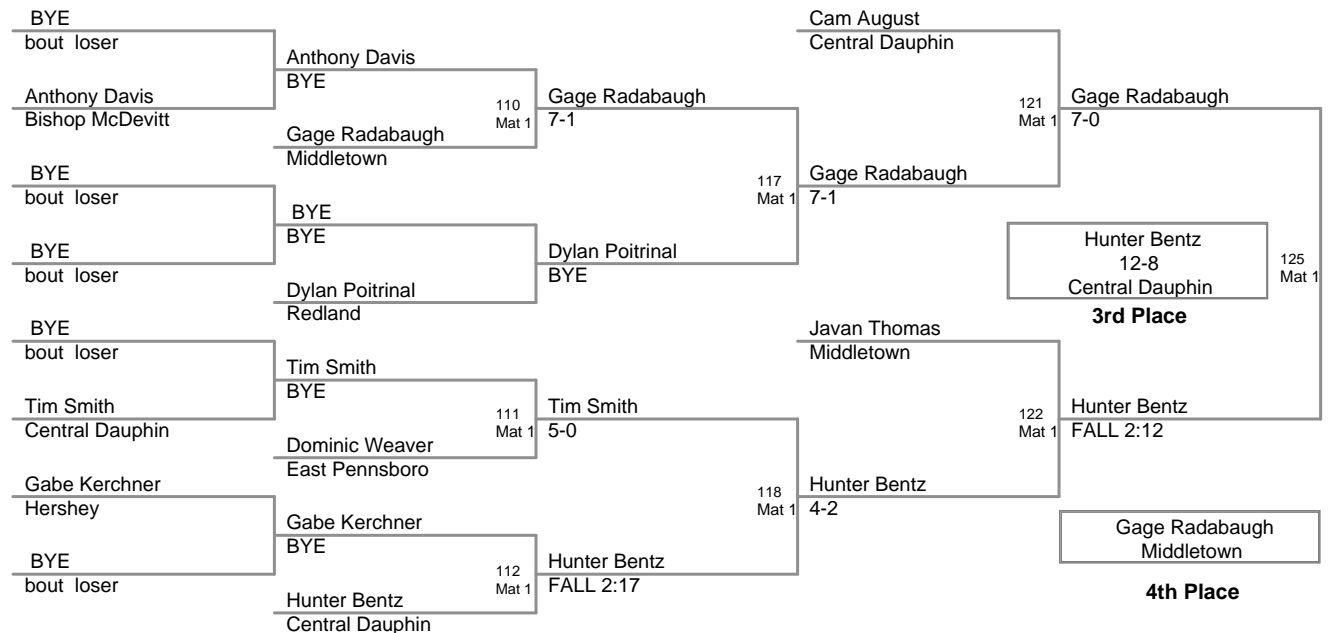 BYE
bout loser
Anthony Davis
Bishop McDevitt
BYE
bout loser
BYE
bout loser
BYE
bout loser
Tim Smith
Central Dauphin
Gabe Kerchner
Hershey
BYE
bout loser
Anthony Davis
BYE
Gage Radabaugh
Middletown
BYE
BYE
Dylan Poitrinal
Redland
Tim Smith
BYE
Dominic Weaver
East Pennsboro
Gabe Kerchner
BYE
Hunter Bentz
Central Dauphin
110
Mat 1
Gage Radabaugh
7-1
Dylan Poitrinal
BYE
111
Mat 1
Tim Smith
5-0
112
Mat 1
Hunter Bentz
FALL 2:17
Cam August
Central Dauphin
117
Mat 1
Gage Radabaugh
7-1
Javan Thomas
Middletown
118
Mat 1
Hunter Bentz
4-2
121
Mat 1
Gage Radabaugh
7-0
122
Mat 1
Hunter Bentz
FALL 2:12
125
Mat 1
Hunter Bentz
12-8
Central Dauphin
3rd Place
Gage Radabaugh
Middletown
4th Place